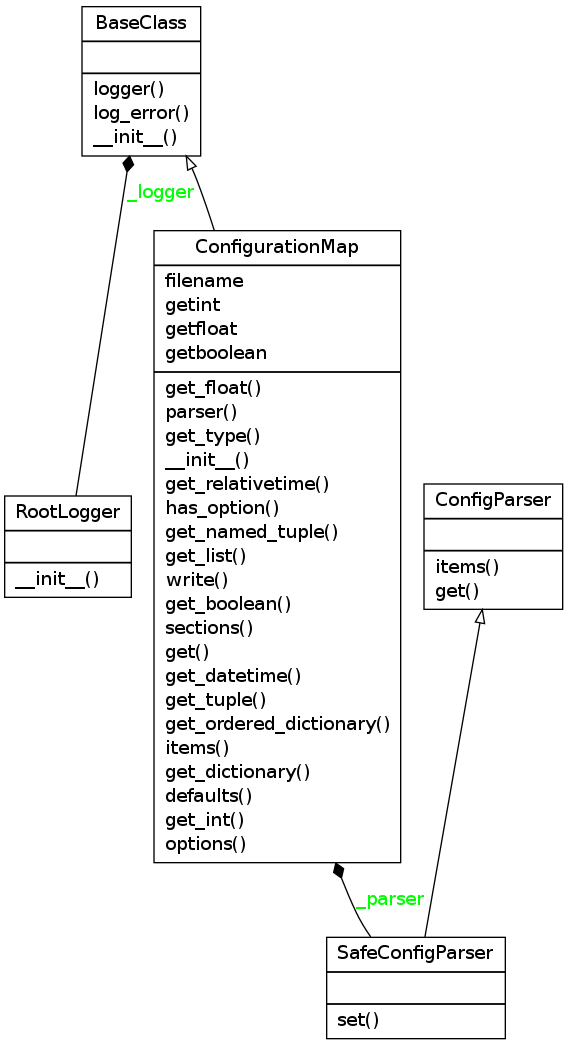 BaseClass
logger()
log_error()
__init__()
_logger
ConfigurationMap
filename
getint
getfloat
getboolean
get_float()
parser()
get_type()
__init__()
get_relativetime()
has_option()
get_named_tuple()
get_list()
write()
get_boolean()
sections()
get()
get_datetime()
get_tuple()
get_ordered_dictionary()
items()
get_dictionary()
defaults()
get_int()
options()
RootLogger
__init__()
ConfigParser
items()
get()
_parser
SafeConfigParser
set()